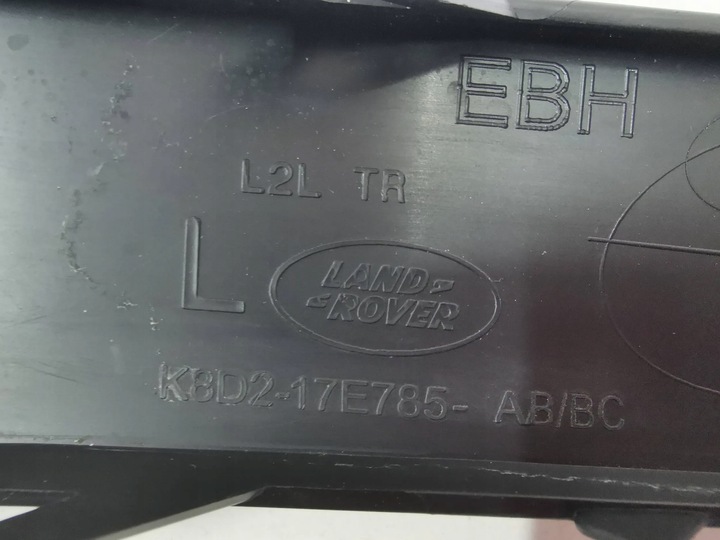 EBH
L2L TR
L
LAND-
-ROVER
K8D2-17E785- AB/BC